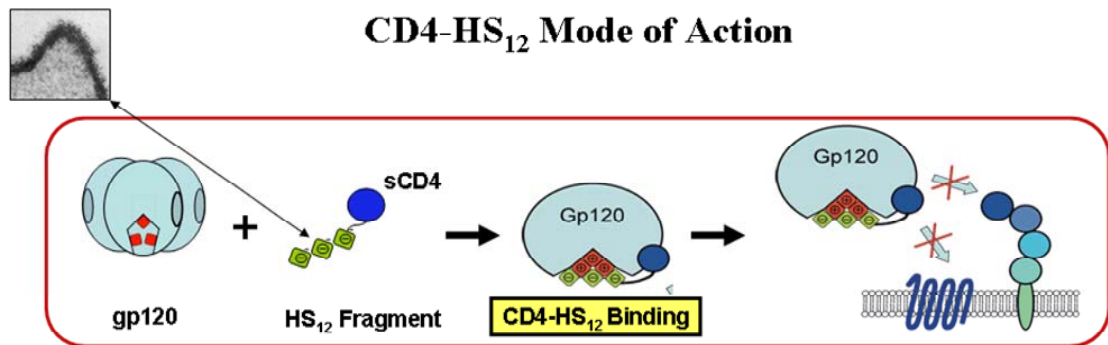 CD4-HS₁₂ Mode of Action
sCD4
Gp120
Gp120
+
gp120
HS₁₂ Fragment
CD4-HS₁₂ Binding